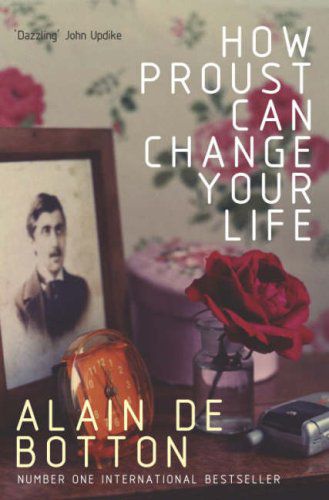 'Dazzling' John Updike
HOW
PROUST
CAN
CHANGE
YOUR
LIFE
ALAIN DE
BOTTON
NUMBER ONE INTERNATIONAL BESTSELLER